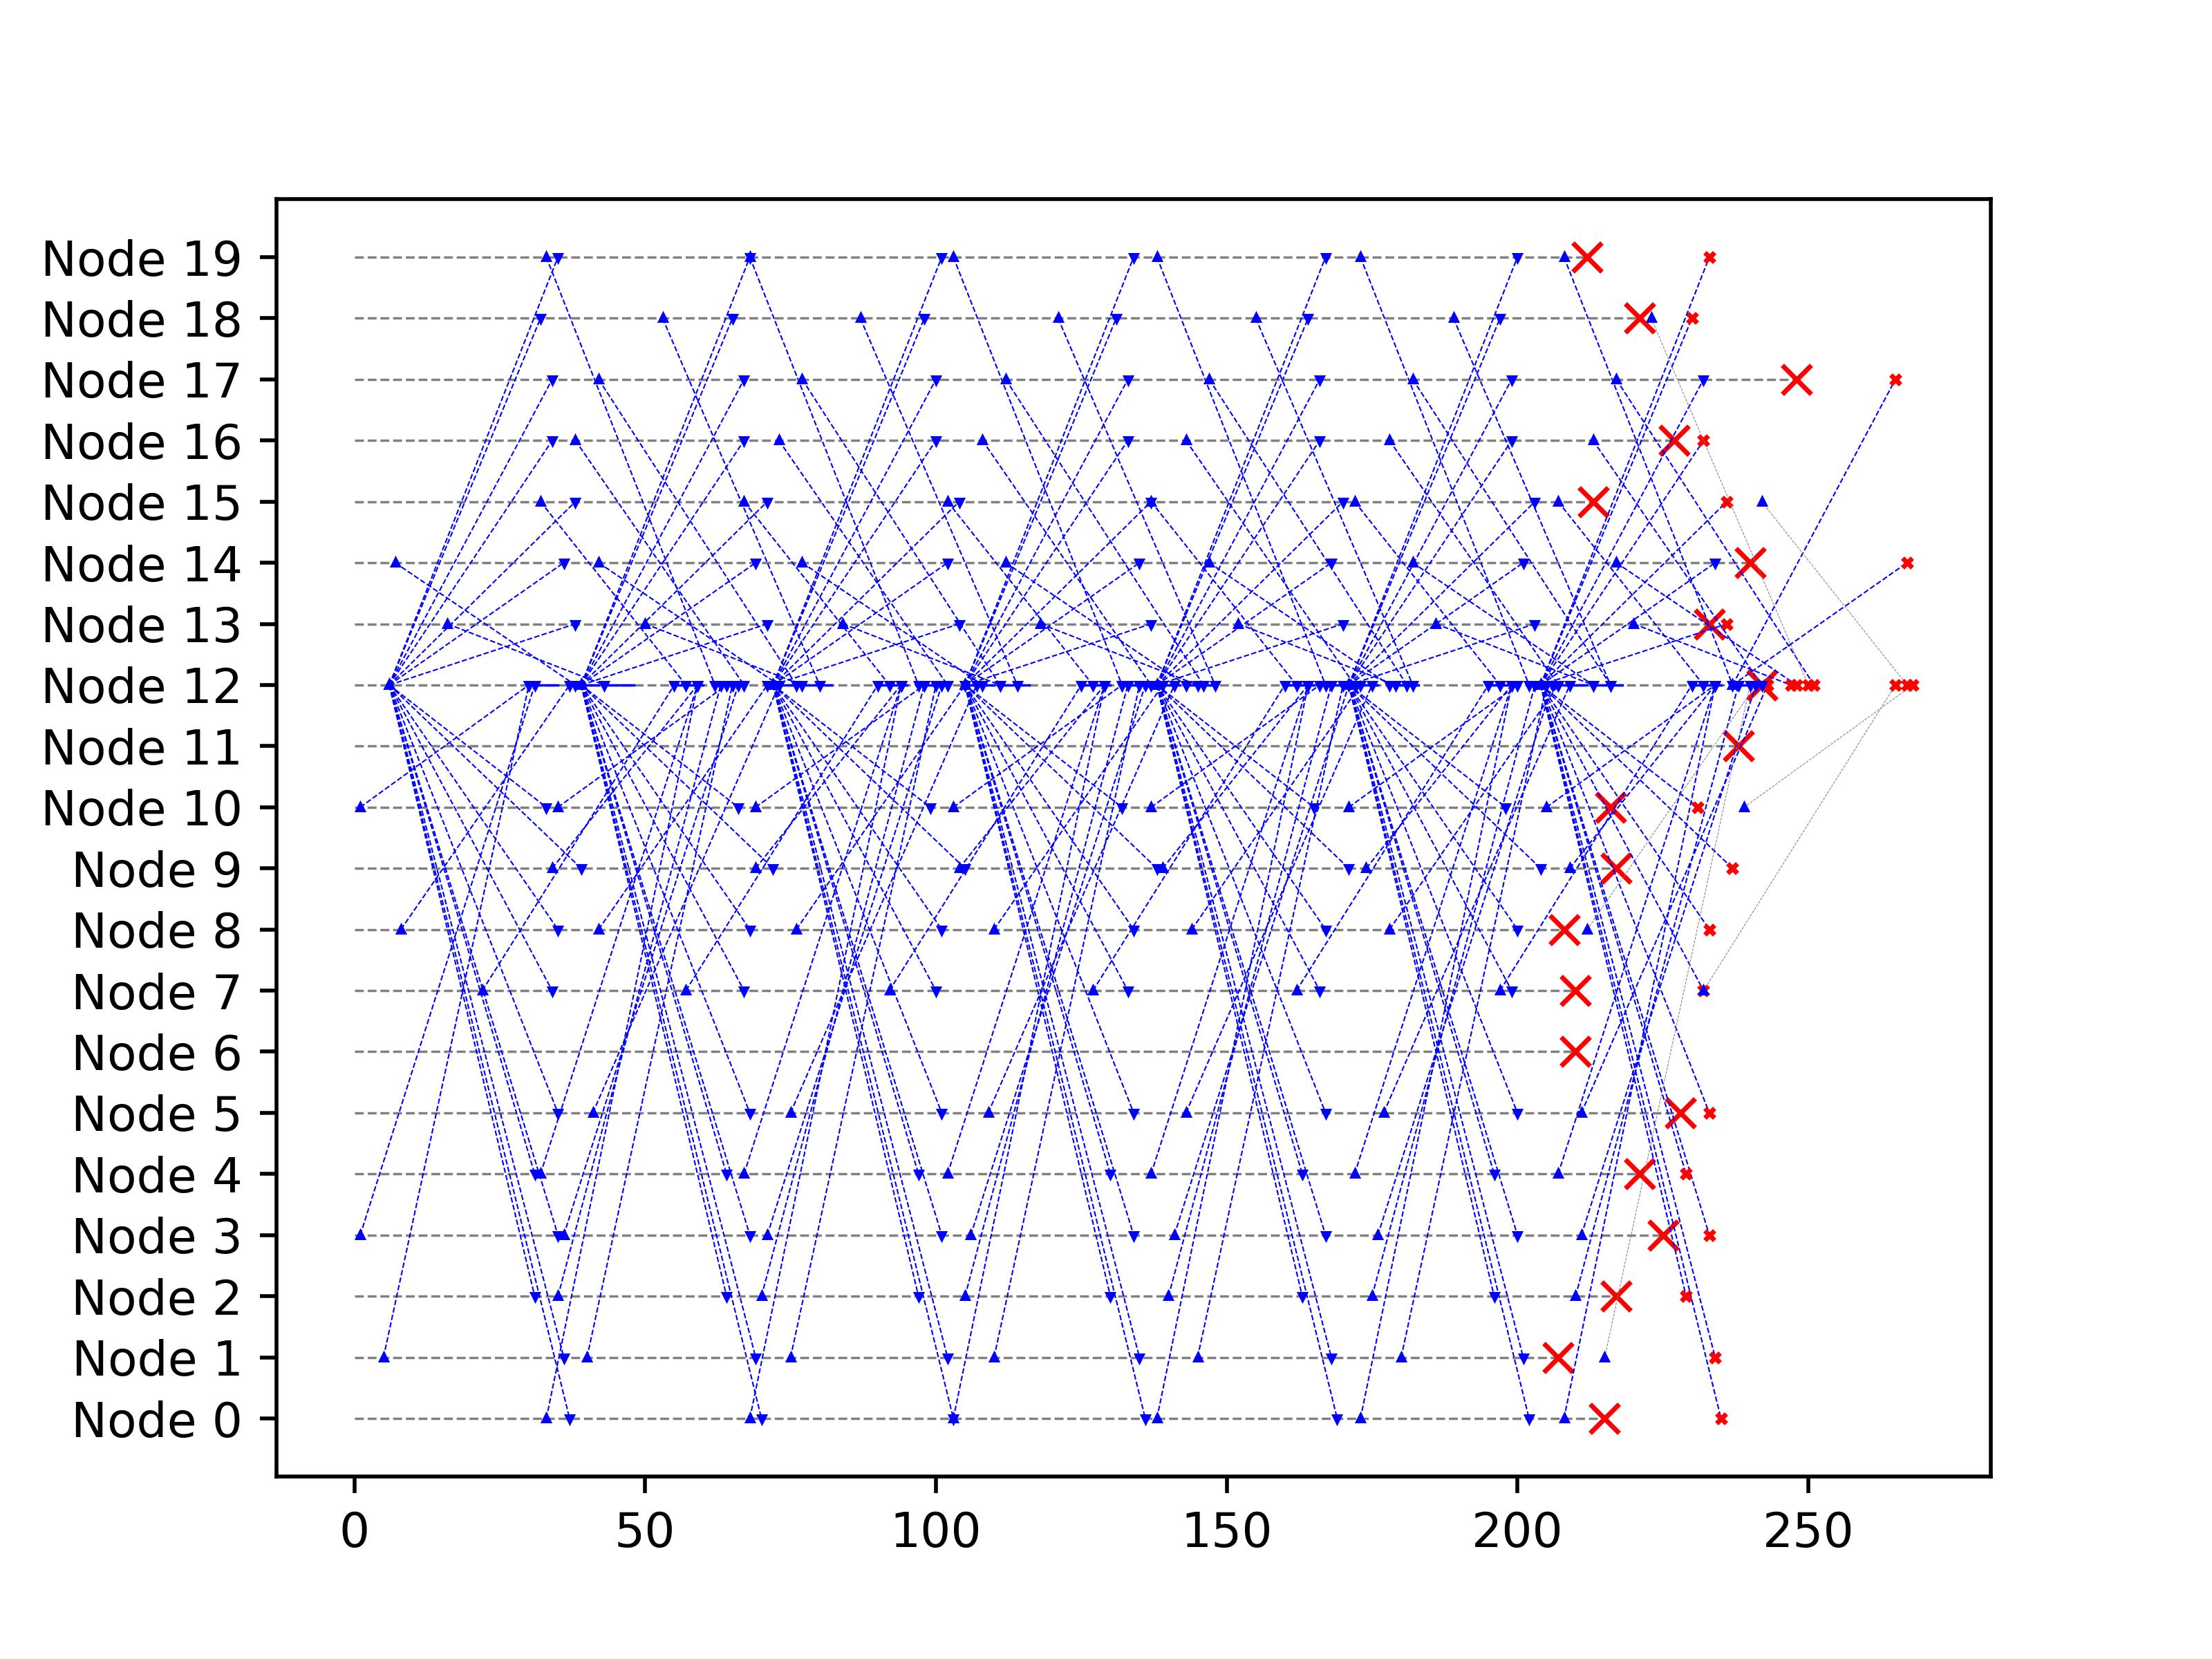 Node 19
Node 18
Node 17
Node 16
Node 15
Node 14
Node 13
Node 12
Node 11
Node 10
Node 9
Node 8
Node 7
Node 6
Node 5
Node 4
Node 3
Node 2
Node 1
Node 0
0 50 100 150 200 250